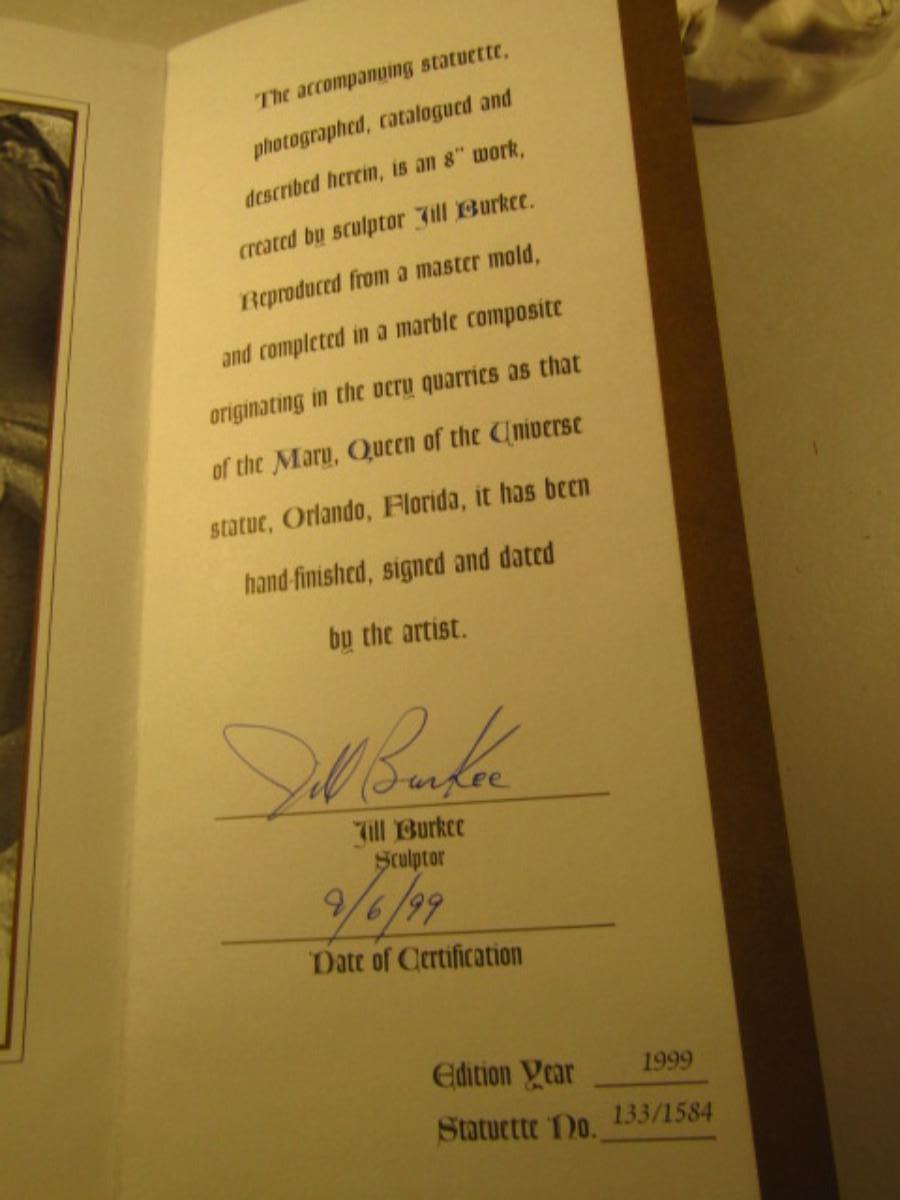 The accompanying statuette,
photographed, catalogued and
described herein, is an 8" work,
created by sculptor Jill Burkee.
Reproduced from a master mold,
and completed in a marble composite
originating in the very quarries as that
of the Mary, Queen of the Universe
statue, Orlando, Florida, it has been
hand-finished, signed and dated
by the artist.
Jill Burkee
Jill Burkee
Sculptor
8/6/99
Date of Certification
Edition Year 1999
Statuette No. 133/1584